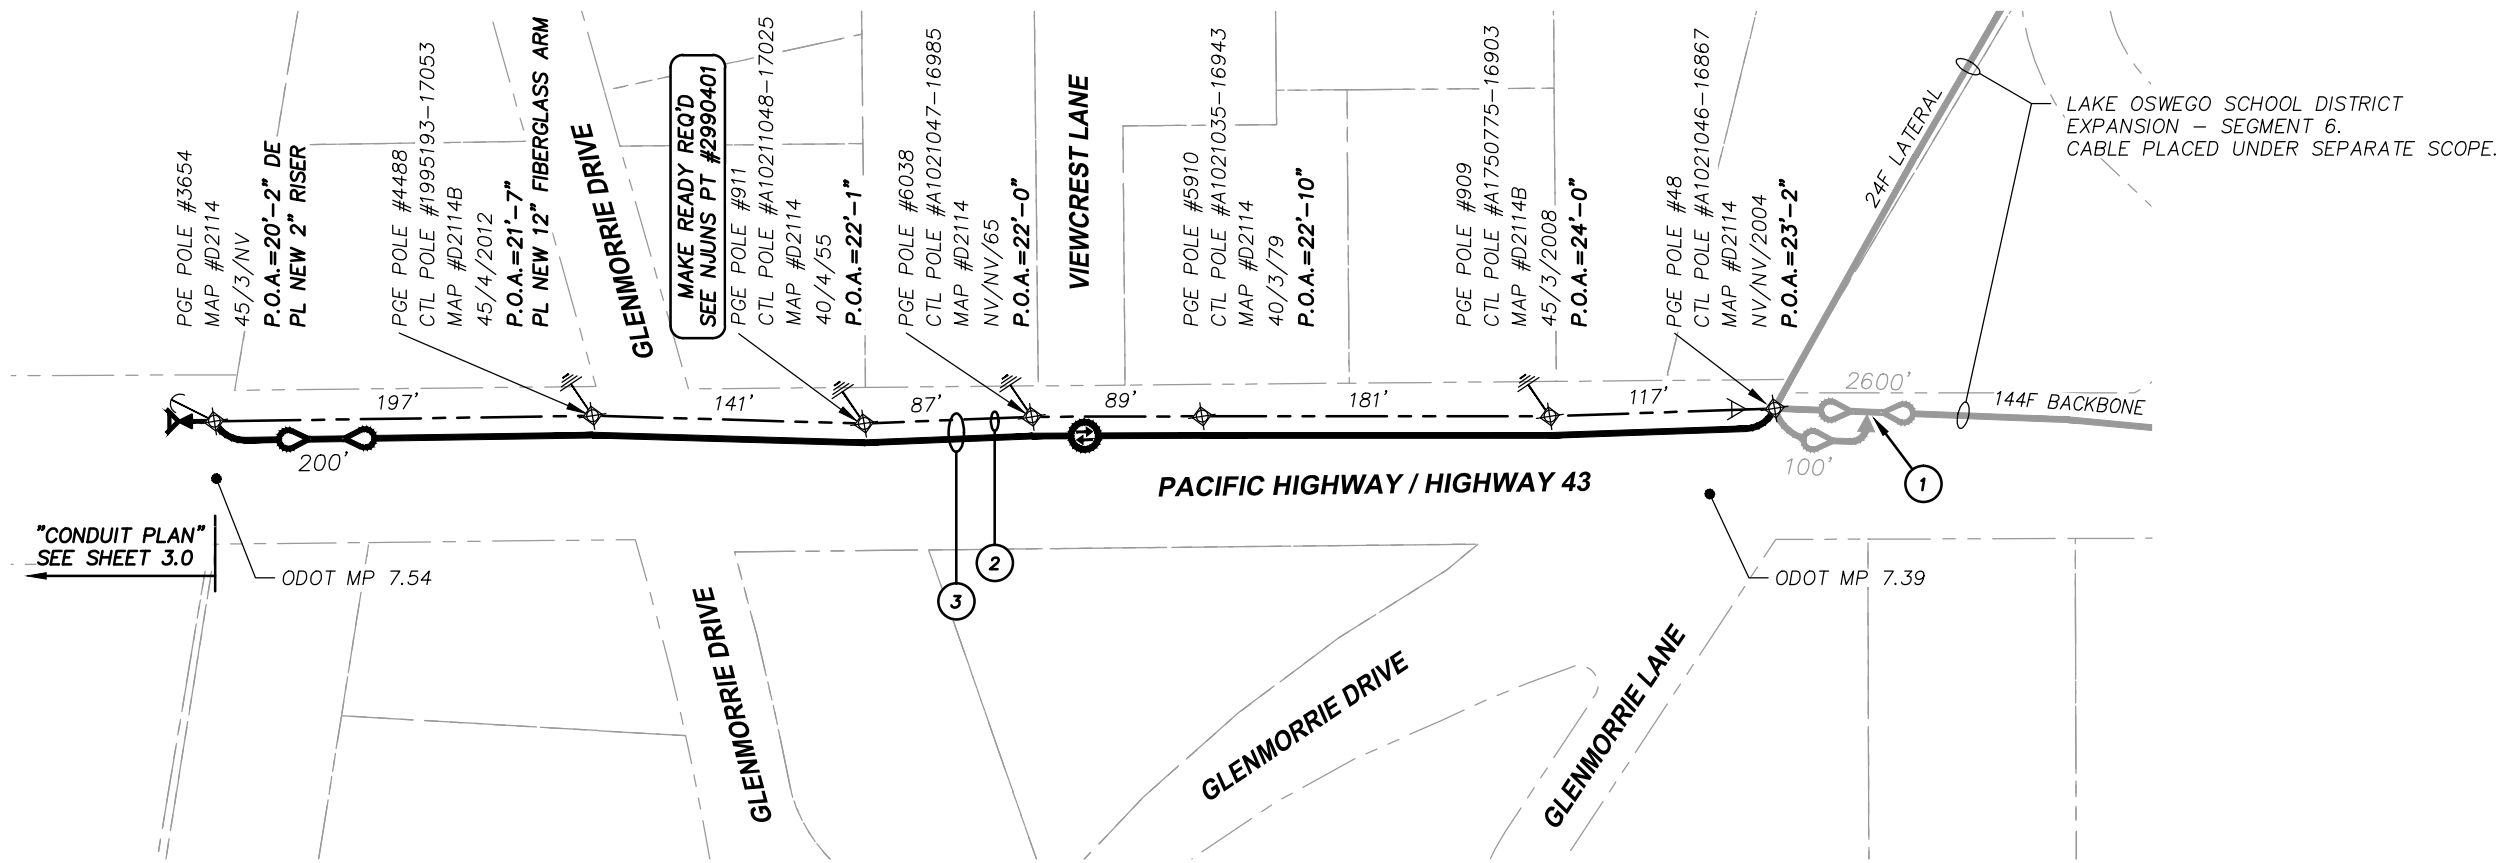 PGE POLE #3654
MAP #D2114
45/3/NV
P.O.A.=20'-2" DE
PL NEW 2" RISER
PGE POLE #4488
CTL POLE #1995193-17053
MAP #D2114B
45/4/2012
P.O.A.=21'-7"
PL NEW 12" FIBERGLASS ARM
GLENMORRIE DRIVE
MAKE READY REQ'D
SEE NJUNS PT #2990401
PGE POLE #911
CTL POLE #A10211048-17025
MAP #D2114
40/4/55
P.O.A.=22'-1"
PGE POLE #6038
CTL POLE #A1021047-16985
MAP #D2114
NV/NV/65
P.O.A.=22'-0"
VIEWCREST LANE
PGE POLE #5910
CTL POLE #A1021035-16943
MAP #D2114
40/3/79
P.O.A.=22'-10"
PGE POLE #909
CTL POLE #A1750775-16903
MAP #D2114B
45/3/2008
P.O.A.=24'-0"
PGE POLE #48
CTL POLE #A1021046-16867
MAP #D2114
NV/NV/2004
P.O.A.=23'-2"
24F LATERAL
LAKE OSWEGO SCHOOL DISTRICT
EXPANSION - SEGMENT 6.
CABLE PLACED UNDER SEPARATE SCOPE.
197'
141'
87'
89'
181'
117'
2600'
144F BACKBONE
200'
100'
1
PACIFIC HIGHWAY / HIGHWAY 43
"CONDUIT PLAN"
SEE SHEET 3.0
ODOT MP 7.54
2
3
ODOT MP 7.39
GLENMORRIE DRIVE
GLENMORRIE DRIVE
GLENMORRIE LANE